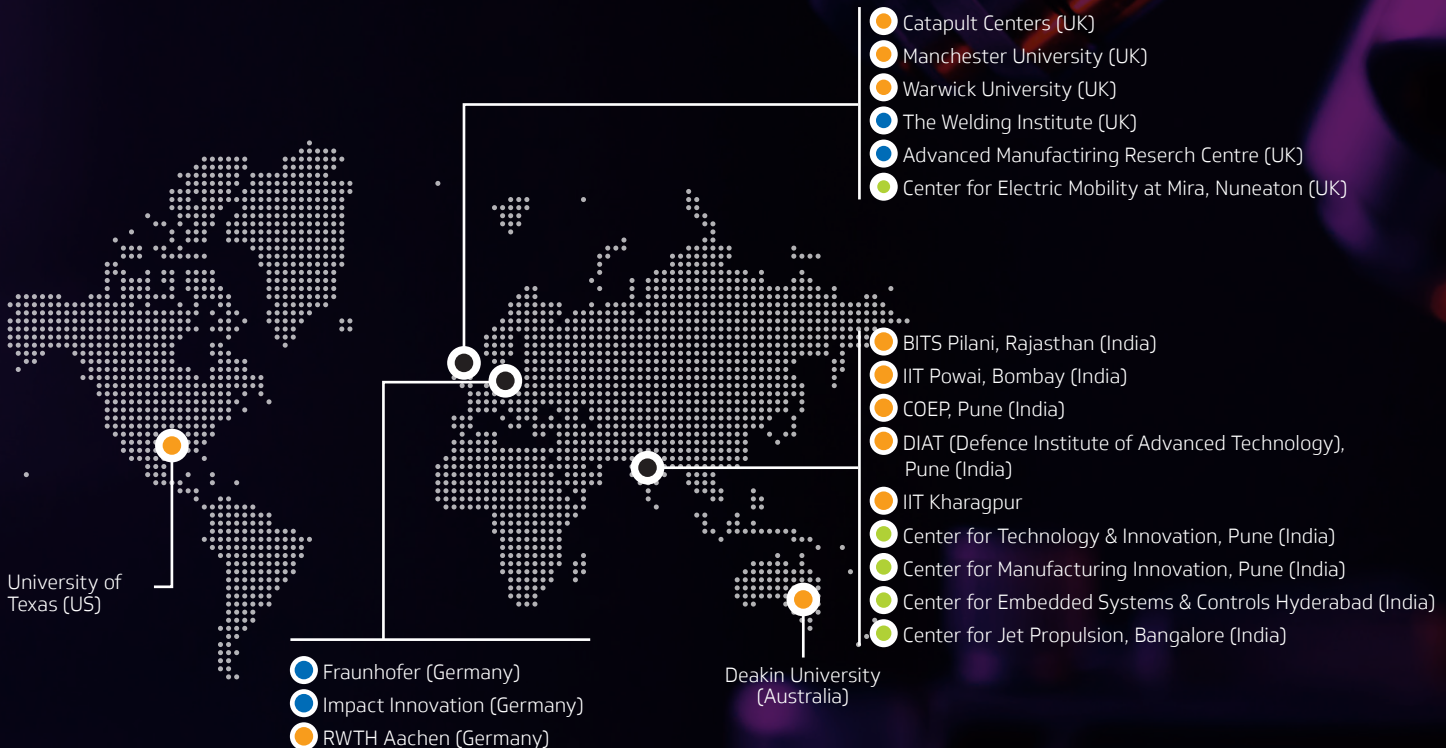 Catapult Centers (UK)
Manchester University (UK)
Warwick University (UK)
The Welding Institute (UK)
Advanced Manufactiring Reserch Centre (UK)
Center for Electric Mobility at Mira, Nuneaton (UK)
BITS Pilani, Rajasthan (India)
IIT Powai, Bombay (India)
COEP, Pune (India)
DIAT (Defence Institute of Advanced Technology),
Pune (India)
IIT Kharagpur
Center for Technology & Innovation, Pune (India)
Center for Manufacturing Innovation, Pune (India)
Center for Embedded Systems & Controls Hyderabad (India)
Center for Jet Propulsion, Bangalore (India)
University of
Texas (US)
Fraunhofer (Germany)
Impact Innovation (Germany)
RWTH Aachen (Germany)
Deakin University
(Australia)